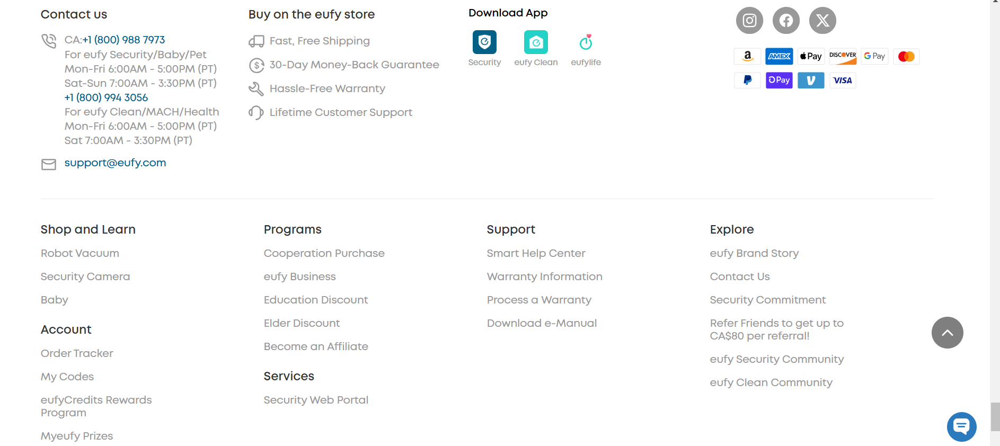 Contact us
CA:+1 (800) 988 7973
For eufy Security/Baby/Pet
Mon-Fri 6:00AM - 5:00PM (PT)
Sat-Sun 7:00AM - 3:30PM (PT)
+1 (800) 994 3056
For eufy Clean/MACH/Health
Mon-Fri 6:00AM - 5:00PM (PT)
Sat 7:00AM - 3:30PM (PT)
support@eufy.com
Buy on the eufy store
Fast, Free Shipping
30-Day Money-Back Guarantee
Hassle-Free Warranty
Lifetime Customer Support
Download App
Security
eufy Clean
eufylife
a
AMEX
Pay
DISCOVER
G Pay
Pay
VISA
Shop and Learn
Robot Vacuum
Security Camera
Baby
Account
Order Tracker
My Codes
eufyCredits Rewards
Program
Myeufy Prizes
Programs
Cooperation Purchase
eufy Business
Education Discount
Elder Discount
Become an Affiliate
Services
Security Web Portal
Support
Smart Help Center
Warranty Information
Process a Warranty
Download e-Manual
Explore
eufy Brand Story
Contact Us
Security Commitment
Refer Friends to get up to
CA$80 per referral!
eufy Security Community
eufy Clean Community